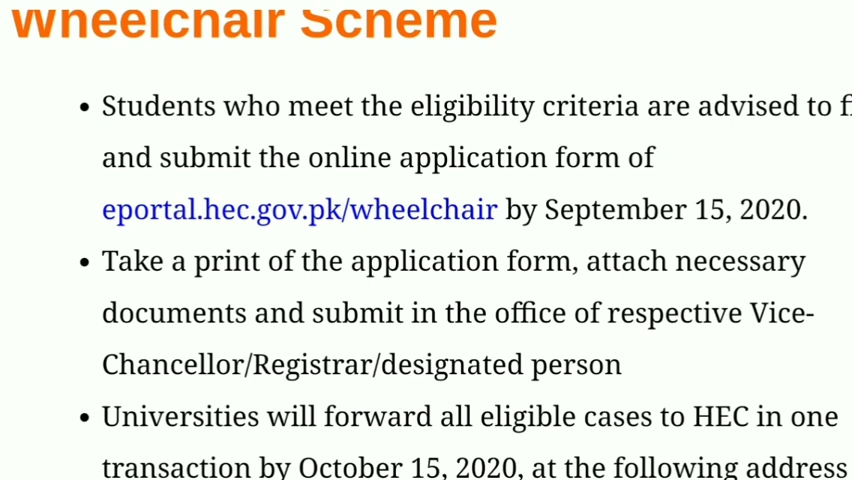 Wheelchair Scheme
• Students who meet the eligibility criteria are advised to
and submit the online application form of
eportal.hec.gov.pk/wheelchair by September 15, 2020.
• Take a print of the application form, attach necessary
documents and submit in the office of respective Vice-
Chancellor/Registrar/designated person
• Universities will forward all eligible cases to HEC in one
transaction by October 15, 2020, at the following address